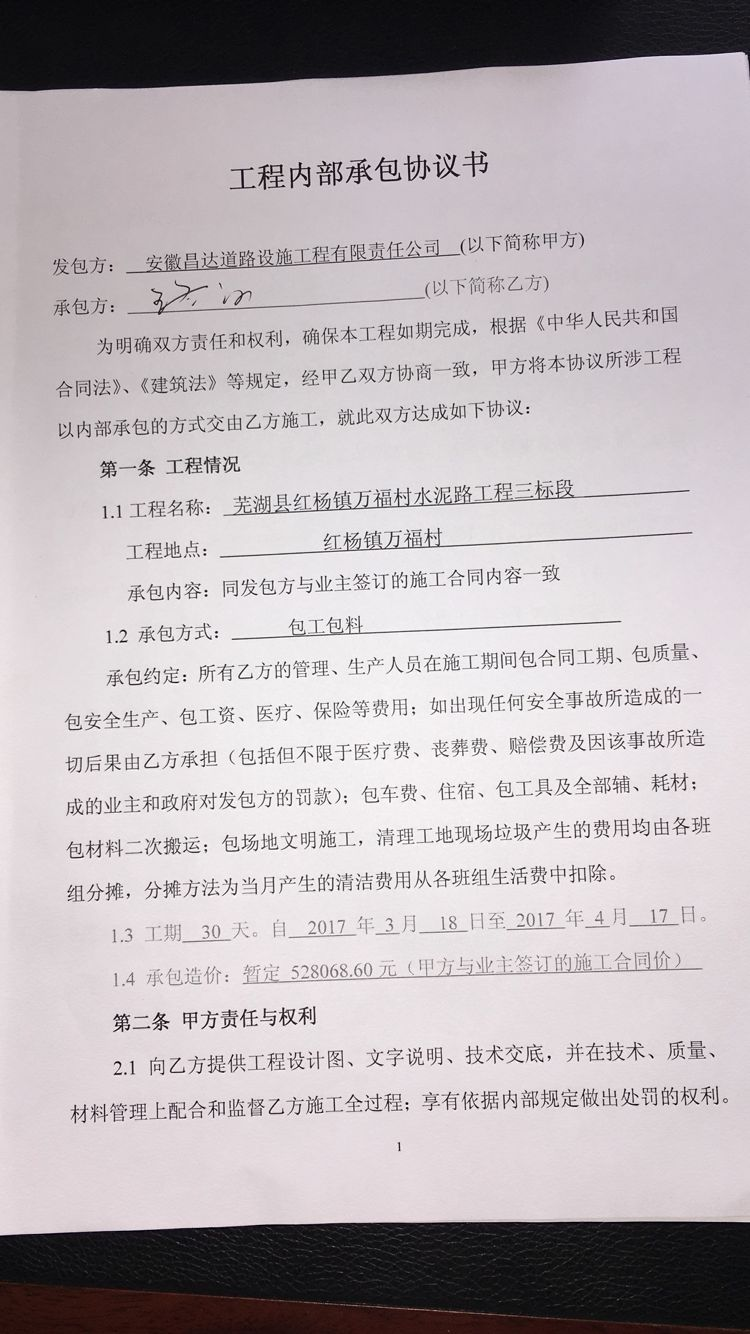 工程内部承包协议书
发包方：安徽昌达道路设施工程有限责任公司(以下简称甲方)
承包方：(以下简称乙方)
为明确双方责任和权利，确保本工程如期完成，根据《中华人民共和国
合同法》、《建筑法》等规定，经甲乙双方协商一致，甲方将本协议所涉工程
以内部承包的方式交由乙方施工，就此双方达成如下协议：
第一条 工程情况
1.1 工程名称：芜湖县红杨镇万福村水泥路工程三标段
工程地点：红杨镇万福村
承包内容：同发包方与业主签订的施工合同内容一致
1.2 承包方式：包工包料
承包约定：所有乙方的管理、生产人员在施工期间包合同工期、包质量、
包安全生产、包工资、医疗、保险等费用；如出现任何安全事故所造成的一
切后果由乙方承担（包括但不限于医疗费、丧葬费、赔偿费及因该事故所造
成的业主和政府对发包方的罚款）；包车费、住宿、包工具及全部辅、耗材；
包材料二次搬运；包场地文明施工，清理工地现场垃圾产生的费用均由各班
组分摊，分摊方法为当月产生的清洁费用从各班组生活费中扣除。
1.3 工期 30 天。自 2017 年 3 月 18 日至 2017 年 4 月 17 日。
1.4 承包造价：暂定 528068.60 元（甲方与业主签订的施工合同价）
第二条 甲方责任与权利
2.1 向乙方提供工程设计图、文字说明、技术交底，并在技术、质量、
材料管理上配合和监督乙方施工全过程；享有依据内部规定做出处罚的权利。
1